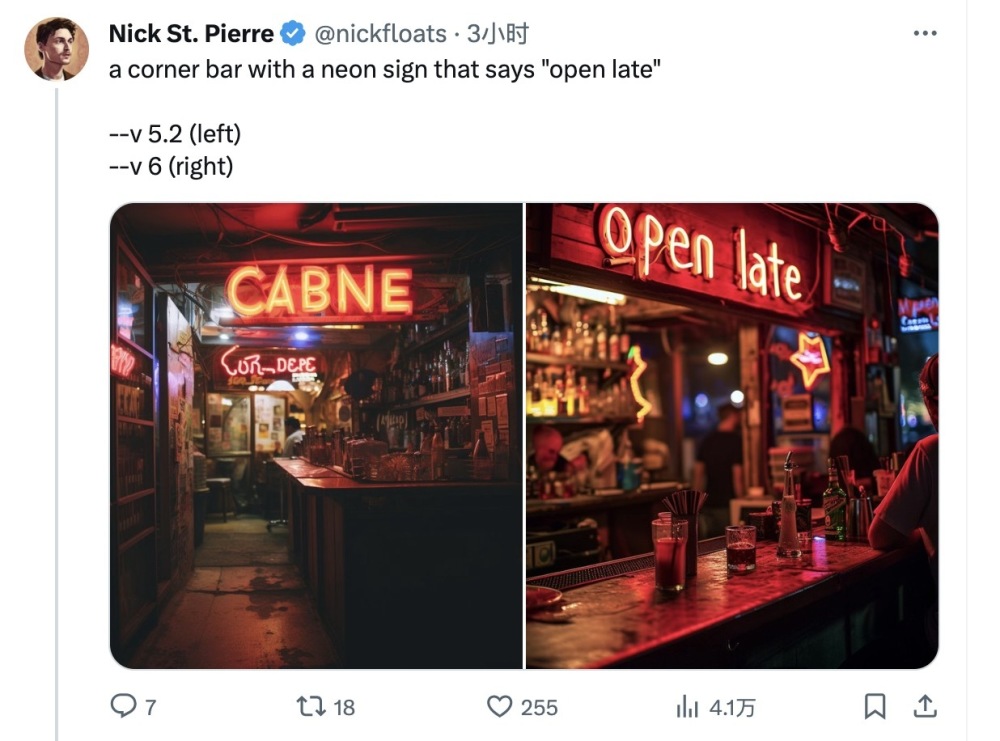 Nick St. Pierre @nickfloats · 3小时
a corner bar with a neon sign that says "open late"
--v 5.2 (left)
--v 6 (right)
CABNE
Open late
7 18 255 4.1万